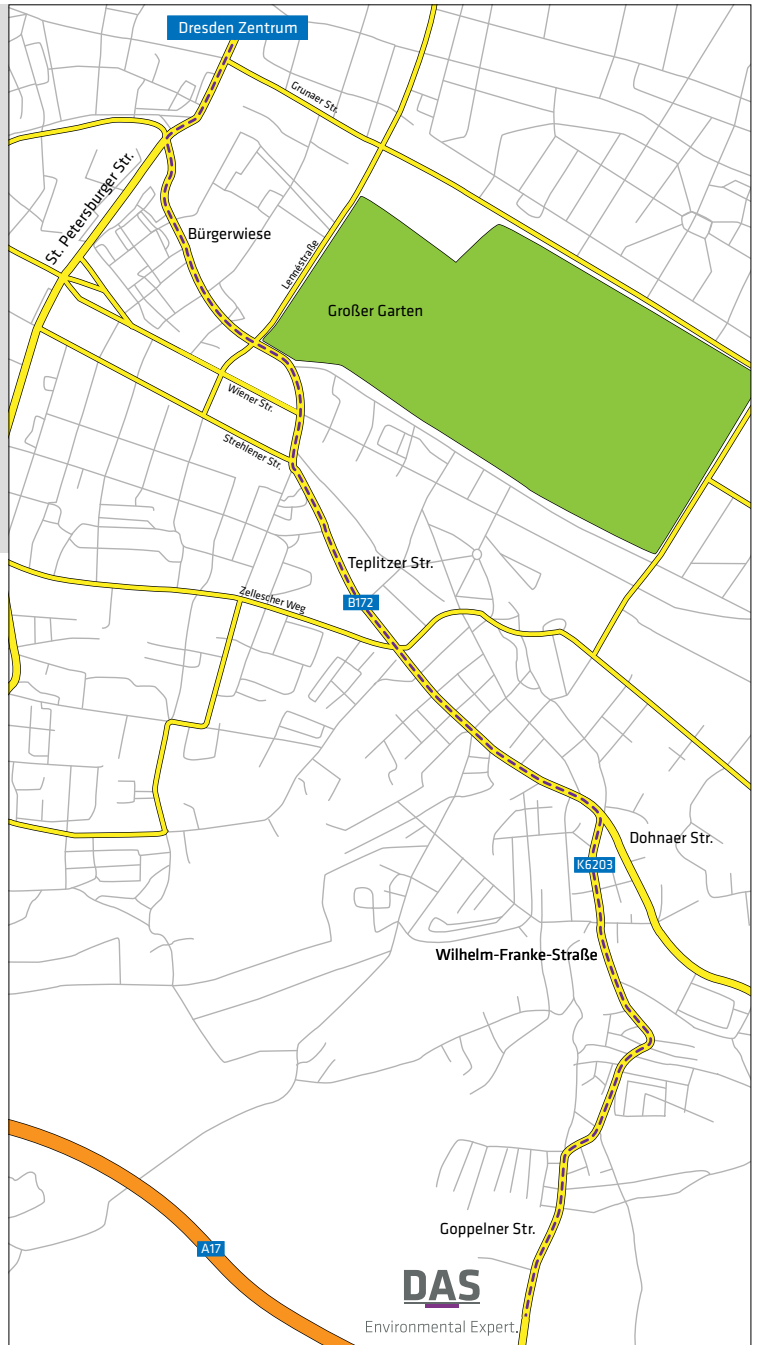 Dresden Zentrum
Grunaer Str.
St. Petersburger Str.
Bürgerwiese
Lennéstraße
Großer Garten
Wiener Str.
Strehlener Str.
Teplitzer Str.
Zellescher Weg
B172
Dohnaer Str.
K6203
Wilhelm-Franke-Straße
Goppelner Str.
A17
DAS
Environmental Expert.